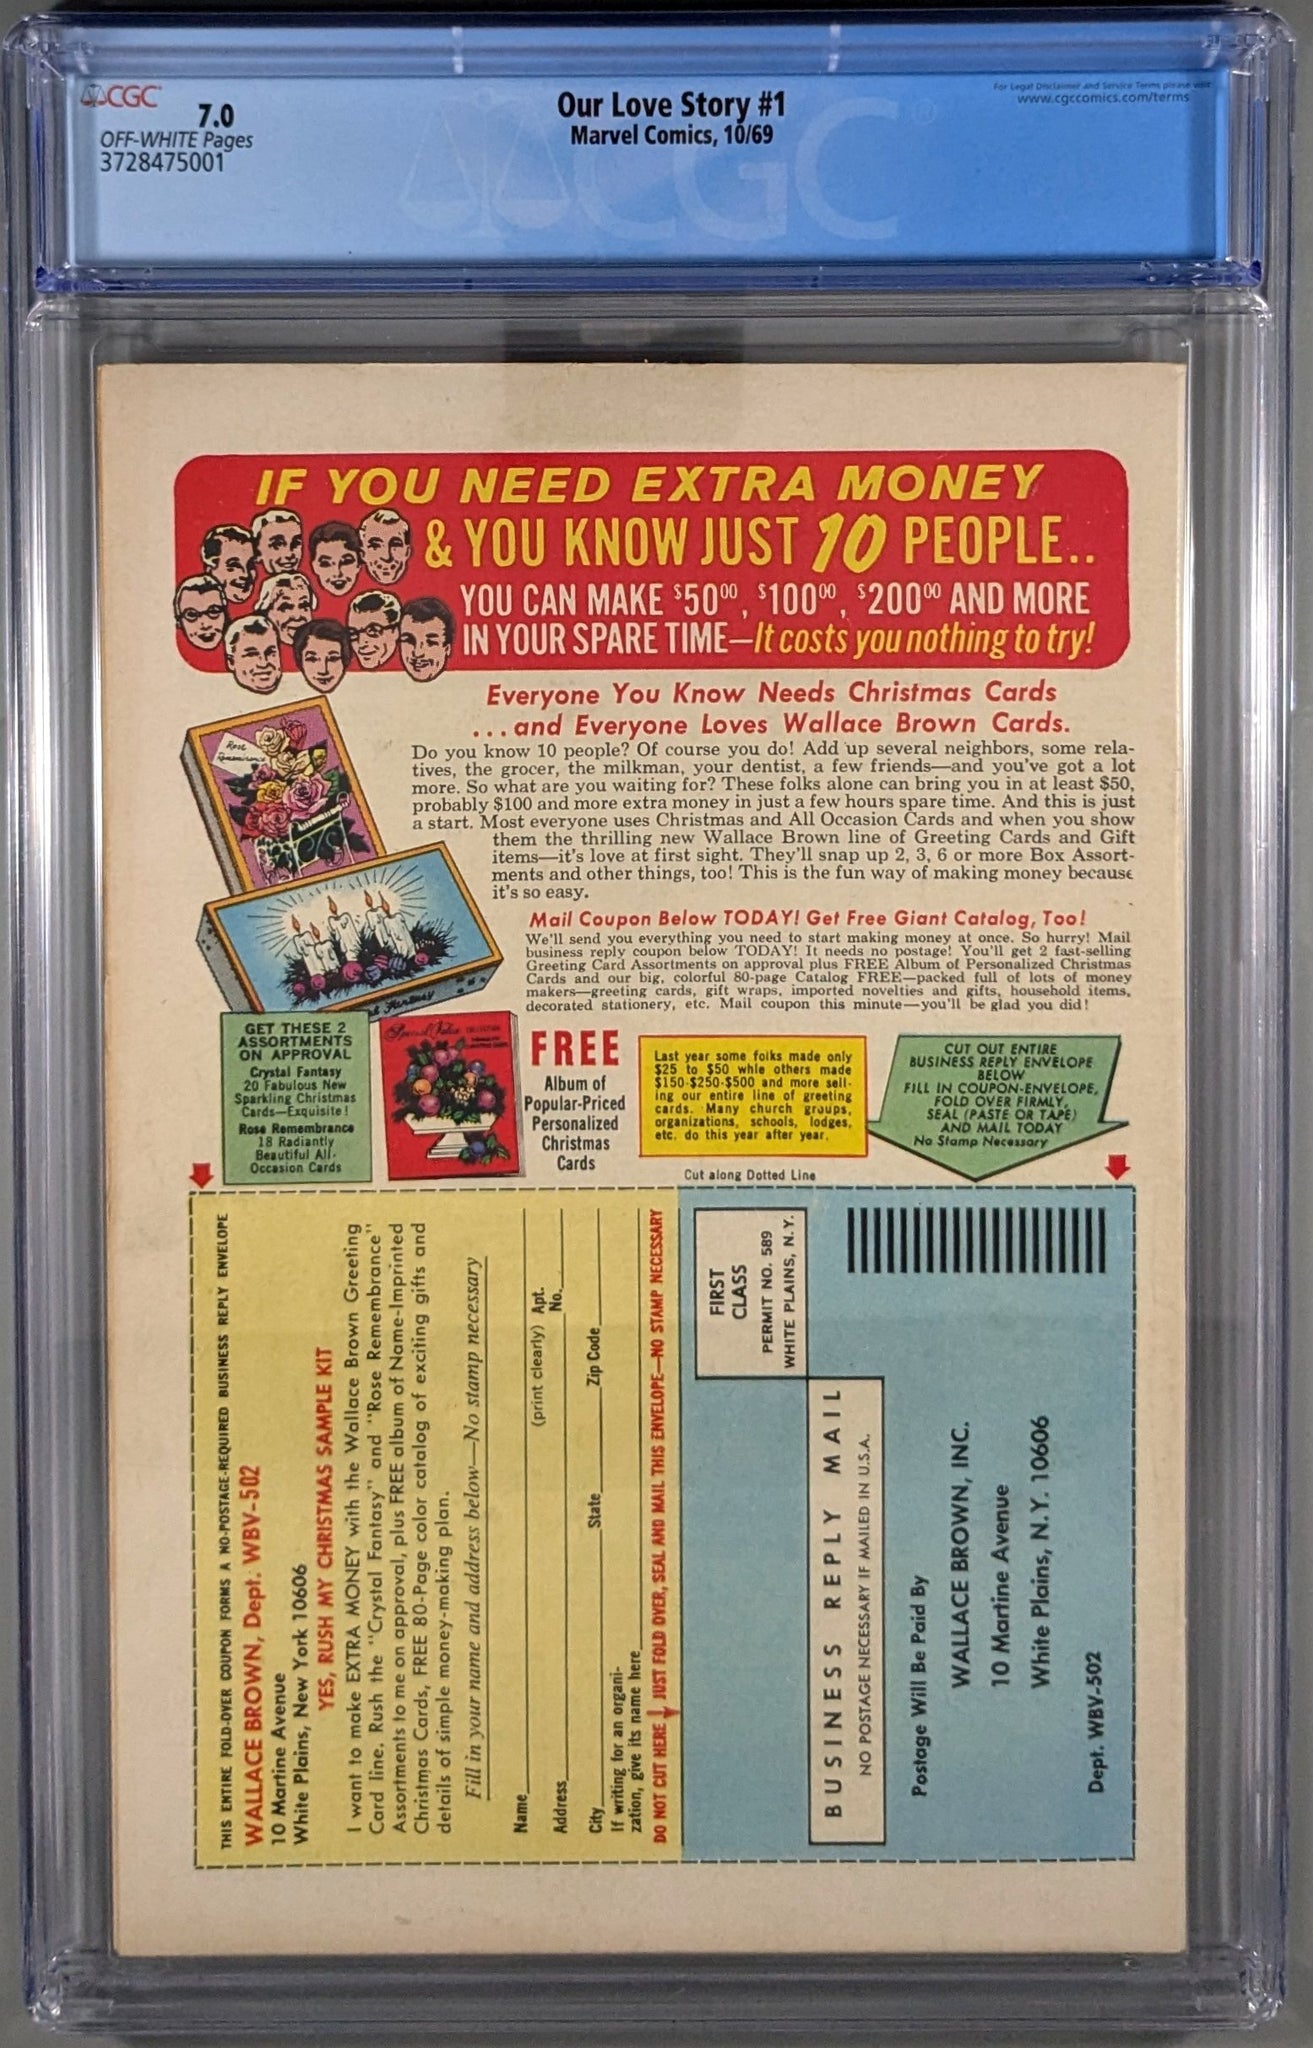 CGC
7.0
OFF-WHITE Pages
3728475001
Our Love Story #1
Marvel Comics, 10/69
For Legal Disclaimer and Service Terms please visit
www.cgccomics.com/terms
CGC
IF YOU NEED EXTRA MONEY
& YOU KNOW JUST 10 PEOPLE..
YOU CAN MAKE $50⁰⁰, $100⁰⁰, $200⁰⁰ AND MORE
IN YOUR SPARE TIME—It costs you nothing to try!
Everyone You Know Needs Christmas Cards
...and Everyone Loves Wallace Brown Cards.
Do you know 10 people? Of course you do! Add up several neighbors, some rela-
tives, the grocer, the milkman, your dentist, a few friends—and you've got a lot
more. So what are you waiting for? These folks alone can bring you in at least $50,
probably $100 and more extra money in just a few hours spare time. And this is just
a start. Most everyone uses Christmas and All Occasion Cards and when you show
them the thrilling new Wallace Brown line of Greeting Cards and Gift
items—it's love at first sight. They'll snap up 2, 3, 6 or more Box Assort-
ments and other things, too! This is the fun way of making money because
it's so easy.
Rose
Remembrance
Mail Coupon Below TODAY! Get Free Giant Catalog, Too!
We'll send you everything you need to start making money at once. So hurry! Mail
business reply coupon below TODAY! It needs no postage! You'll get 2 fast-selling
Greeting Card Assortments on approval plus FREE Album of Personalized Christmas
Cards and our big, colorful 80-page Catalog FREE—packed full of lots of money
makers—greeting cards, gift wraps, imported novelties and gifts, household items,
decorated stationery, etc. Mail coupon this minute—you'll be glad you did!
Fantasy
GET THESE 2
ASSORTMENTS
ON APPROVAL
Crystal Fantasy
20 Fabulous New
Sparkling Christmas
Cards—Exquisite!
Rose Remembrance
18 Radiantly
Beautiful All-
Occasion Cards
Special Value
FREE
Album of
Popular-Priced
Personalized
Christmas
Cards
Last year some folks made only
$25 to $50 while others made
$150-$250-$500 and more sell-
ing our entire line of greeting
cards. Many church groups,
organizations, schools, lodges,
etc. do this year after year.
CUT OUT ENTIRE
BUSINESS REPLY ENVELOPE
BELOW
FILL IN COUPON-ENVELOPE,
FOLD OVER FIRMLY,
SEAL (PASTE OR TAPE)
AND MAIL TODAY
No Stamp Necessary
Cut along Dotted Line
THIS ENTIRE FOLD-OVER COUPON FORMS A NO-POSTAGE-REQUIRED BUSINESS REPLY ENVELOPE
WALLACE BROWN, Dept. WBV-502
10 Martine Avenue
White Plains, New York 10606
YES, RUSH MY CHRISTMAS SAMPLE KIT
I want to make EXTRA MONEY with the Wallace Brown Greeting
Card line. Rush the "Crystal Fantasy" and "Rose Remembrance"
Assortments to me on approval, plus FREE album of Name-Imprinted
Christmas Cards, FREE 80-Page color catalog of exciting gifts and
details of simple money-making plan.
Fill in your name and address below—No stamp necessary
Name
(print clearly)
Address
Apt.
No.
City
State
Zip Code
If writing for an organi-
zation, give its name here
DO NOT CUT HERE JUST FOLD OVER, SEAL AND MAIL THIS ENVELOPE—NO STAMP NECESSARY
FIRST
CLASS
PERMIT NO. 589
WHITE PLAINS, N.Y.
BUSINESS REPLY MAIL
NO POSTAGE NECESSARY IF MAILED IN U.S.A.
Postage Will Be Paid By
WALLACE BROWN, INC.
10 Martine Avenue
White Plains, N.Y. 10606
Dept. WBV-502